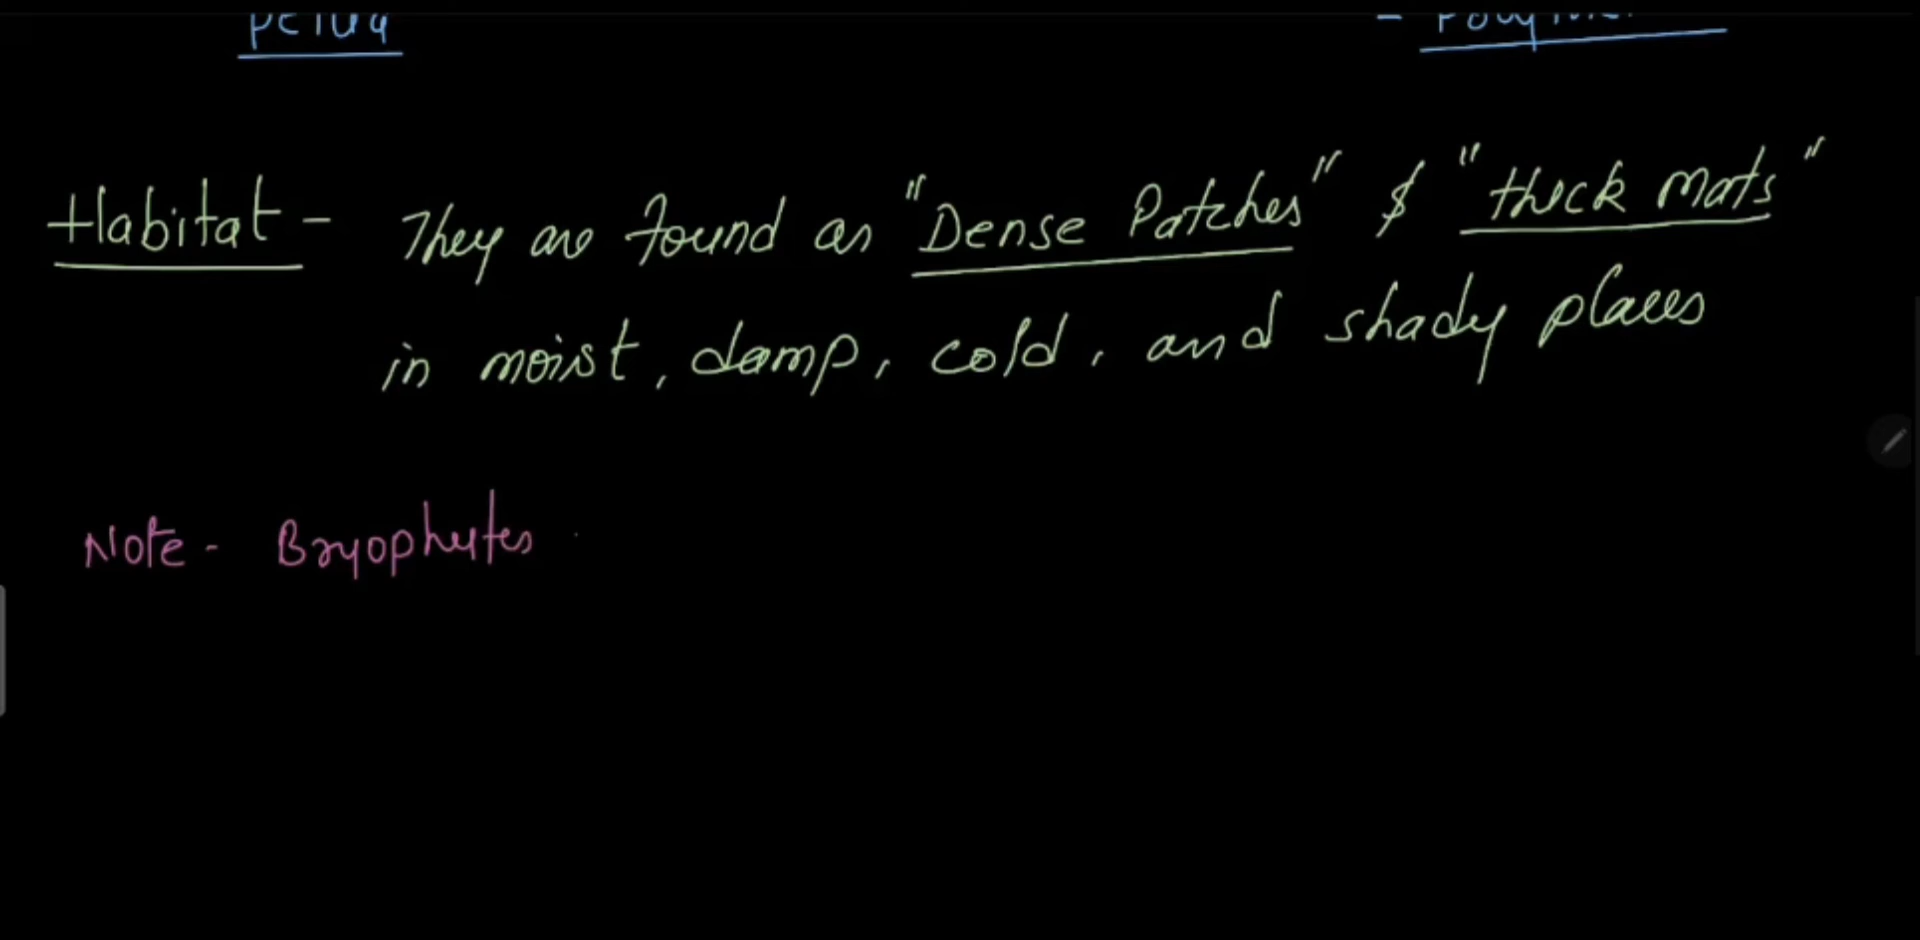 Habitat - They are found as "Dense Patches" & "thick mats"
in moist, damp, cold, and shady places
Note - Bryophytes